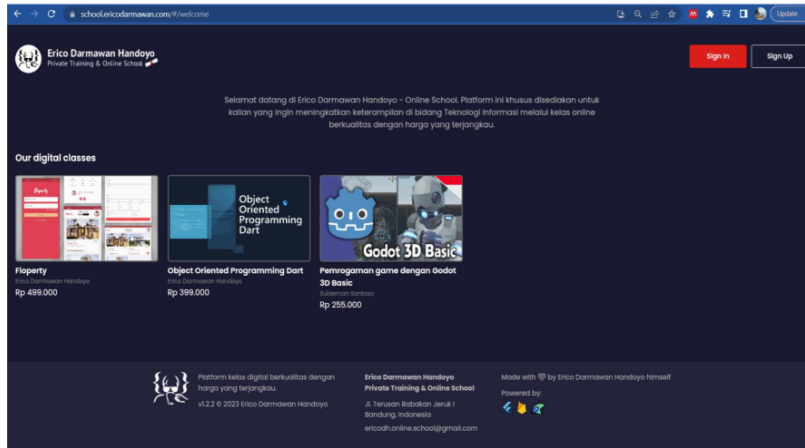 school.ericodarmawan.com/#/welcome
Update
Erico Darmawan Handoyo
Private Training & Online School
Sign In
Sign Up
Selamat datang di Erico Darmawan Handoyo - Online School. Platform ini khusus disediakan untuk
kalian yang ingin meningkatkan keterampilan di bidang Teknologi Informasi melalui kelas online
berkualitas dengan harga yang terjangkau.
Our digital classes
Floperty
Object
Oriented
Programming
Dart
Godot 3D Basic
Floperty
Erico Darmawan Handoyo
Rp 499.000
Object Oriented Programming Dart
Erico Darmawan Handoyo
Rp 399.000
Pemrogaman game dengan Godot
3D Basic
Sulaeman Santoso
Rp 255.000
Platform kelas digital berkualitas dengan
harga yang terjangkau.
v1.2.2 © 2023 Erico Darmawan Handoyo
Erico Darmawan Handoyo
Private Training & Online School
Jl. Terusan Babakan Jeruk I
Bandung, Indonesia
ericodh.online.school@gmail.com
Made with 🤍 by Erico Darmawan Handoyo himself
Powered by: